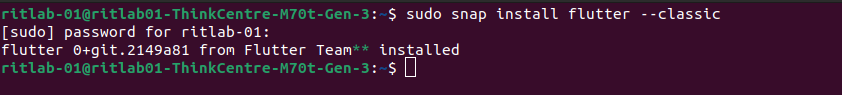 ritlab-01@ritlab01-ThinkCentre-M70t-Gen-3:~$ sudo snap install flutter --classic
[sudo] password for ritlab-01:
flutter 0+git.2149a81 from Flutter Team** installed
ritlab-01@ritlab01-ThinkCentre-M70t-Gen-3:~$